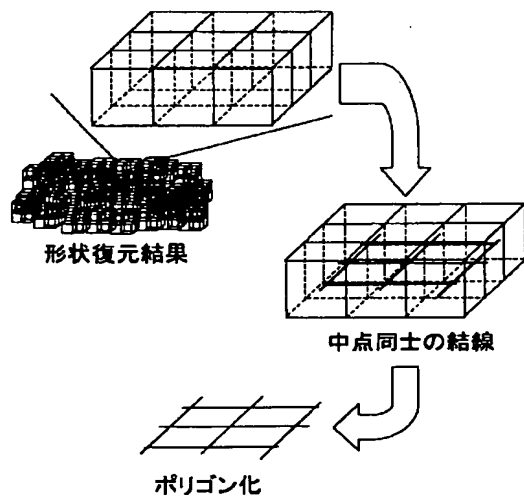 形状復元結果
中点同士の結線
ポリゴン化